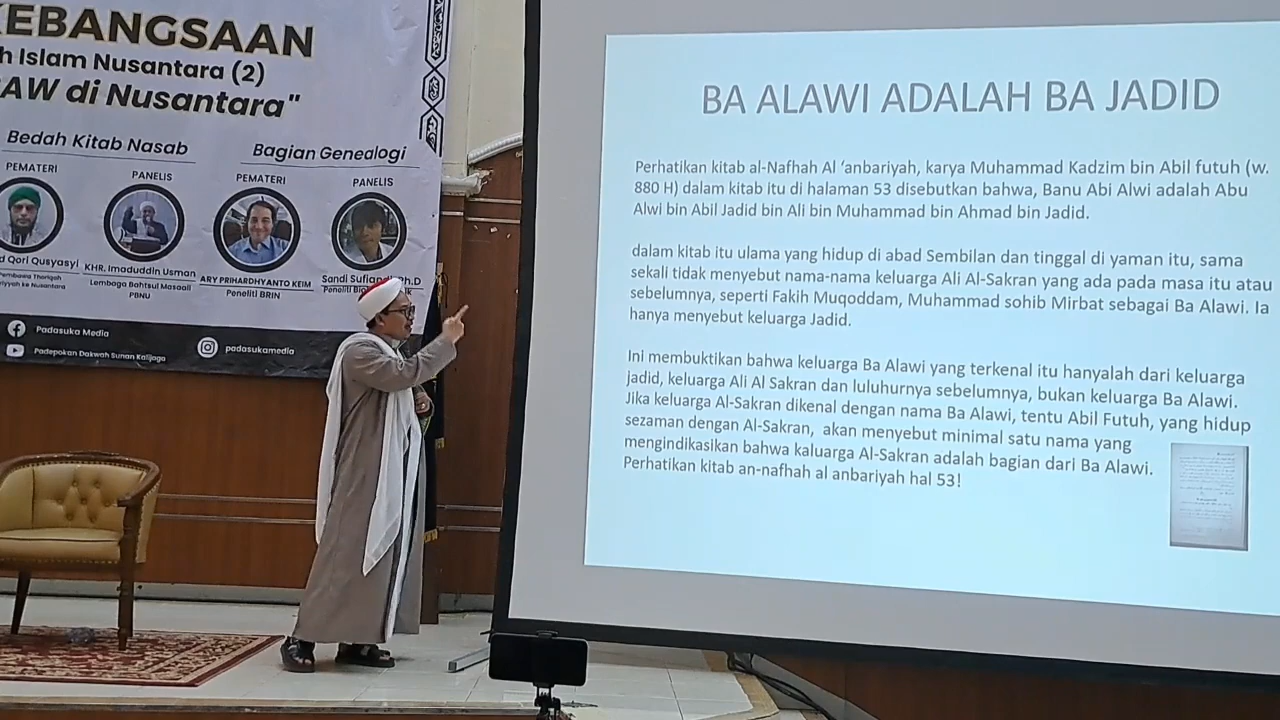 KEBANGSAAN
h Islam Nusantara (2)
AW di Nusantara"
Bedah Kitab Nasab
Bagian Genealogi
PEMATERI
PANELIS
PEMATERI
PANELIS
d Qori Qusyasyi
KHR. Imaduddin Usman
Lembaga Bahtsul Masaail
PBNU
ARY PRIHARDHYANTO KEIM
Peneliti BRIN
Sandi Sufiandi, Ph.D
Padasuka Media
Padepokan Dakwah Sunan Kalijaga
padasukamedia
BA ALAWI ADALAH BA JADID
Perhatikan kitab al-Nafhah Al ‘anbariyah, karya Muhammad Kadzim bin Abil futuh (w.
880 H) dalam kitab itu di halaman 53 disebutkan bahwa, Banu Abi Alwi adalah Abu
Alwi bin Abil Jadid bin Ali bin Muhammad bin Ahmad bin Jadid.
dalam kitab itu ulama yang hidup di abad Sembilan dan tinggal di yaman itu, sama
sekali tidak menyebut nama-nama keluarga Ali Al-Sakran yang ada pada masa itu atau
sebelumnya, seperti Fakih Muqoddam, Muhammad sohib Mirbat sebagai Ba Alawi. Ia
hanya menyebut keluarga Jadid.
Ini membuktikan bahwa keluarga Ba Alawi yang terkenal itu hanyalah dari keluarga
jadid, keluarga Ali Al Sakran dan luluhurnya sebelumnya, bukan keluarga Ba Alawi.
Jika keluarga Al-Sakran dikenal dengan nama Ba Alawi, tentu Abil Futuh, yang hidup
sezaman dengan Al-Sakran, akan menyebut minimal satu nama yang
mengindikasikan bahwa kaluarga Al-Sakran adalah bagian dari Ba Alawi.
Perhatikan kitab an-nafhah al anbariyah hal 53!